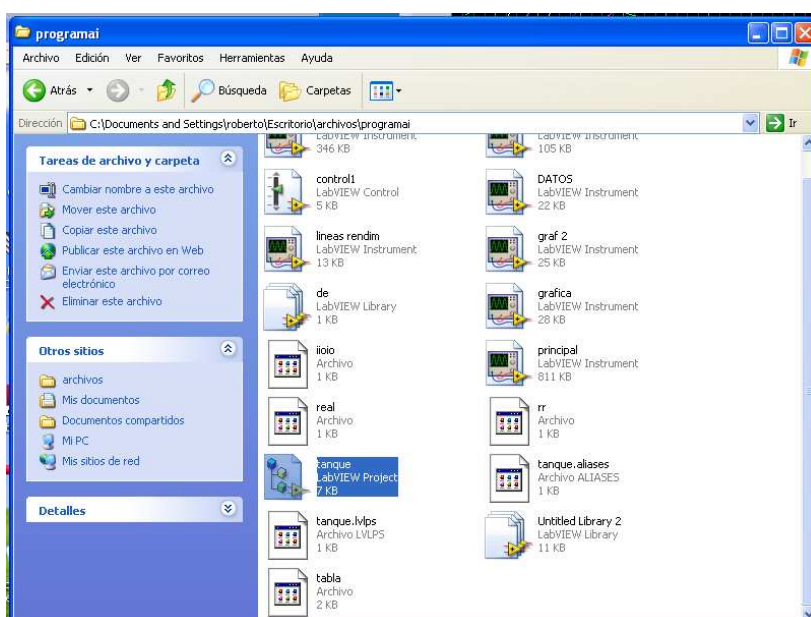 programai
Archivo Edición Ver Favoritos Herramientas Ayuda
Atrás Búsqueda Carpetas
Dirección C:\Documents and Settings\roberto\Escritorio\archivos\programai Ir
Tareas de archivo y carpeta
Cambiar nombre a este archivo
Mover este archivo
Copiar este archivo
Publicar este archivo en Web
Enviar este archivo por correo
electrónico
Eliminar este archivo
Otros sitios
archivos
Mis documentos
Documentos compartidos
Mi PC
Mis sitios de red
Detalles
LabVIEW Instrument
346 KB
LabVIEW Instrument
105 KB
control1
LabVIEW Control
5 KB
DATOS
LabVIEW Instrument
22 KB
lineas rendim
LabVIEW Instrument
13 KB
graf 2
LabVIEW Instrument
25 KB
de
LabVIEW Library
1 KB
grafica
LabVIEW Instrument
28 KB
iioio
Archivo
1 KB
principal
LabVIEW Instrument
811 KB
real
Archivo
1 KB
rr
Archivo
1 KB
tanque
LabVIEW Project
7 KB
tanque.aliases
Archivo ALIASES
1 KB
tanque.lvlps
Archivo LVLPS
1 KB
Untitled Library 2
LabVIEW Library
11 KB
tabla
Archivo
2 KB